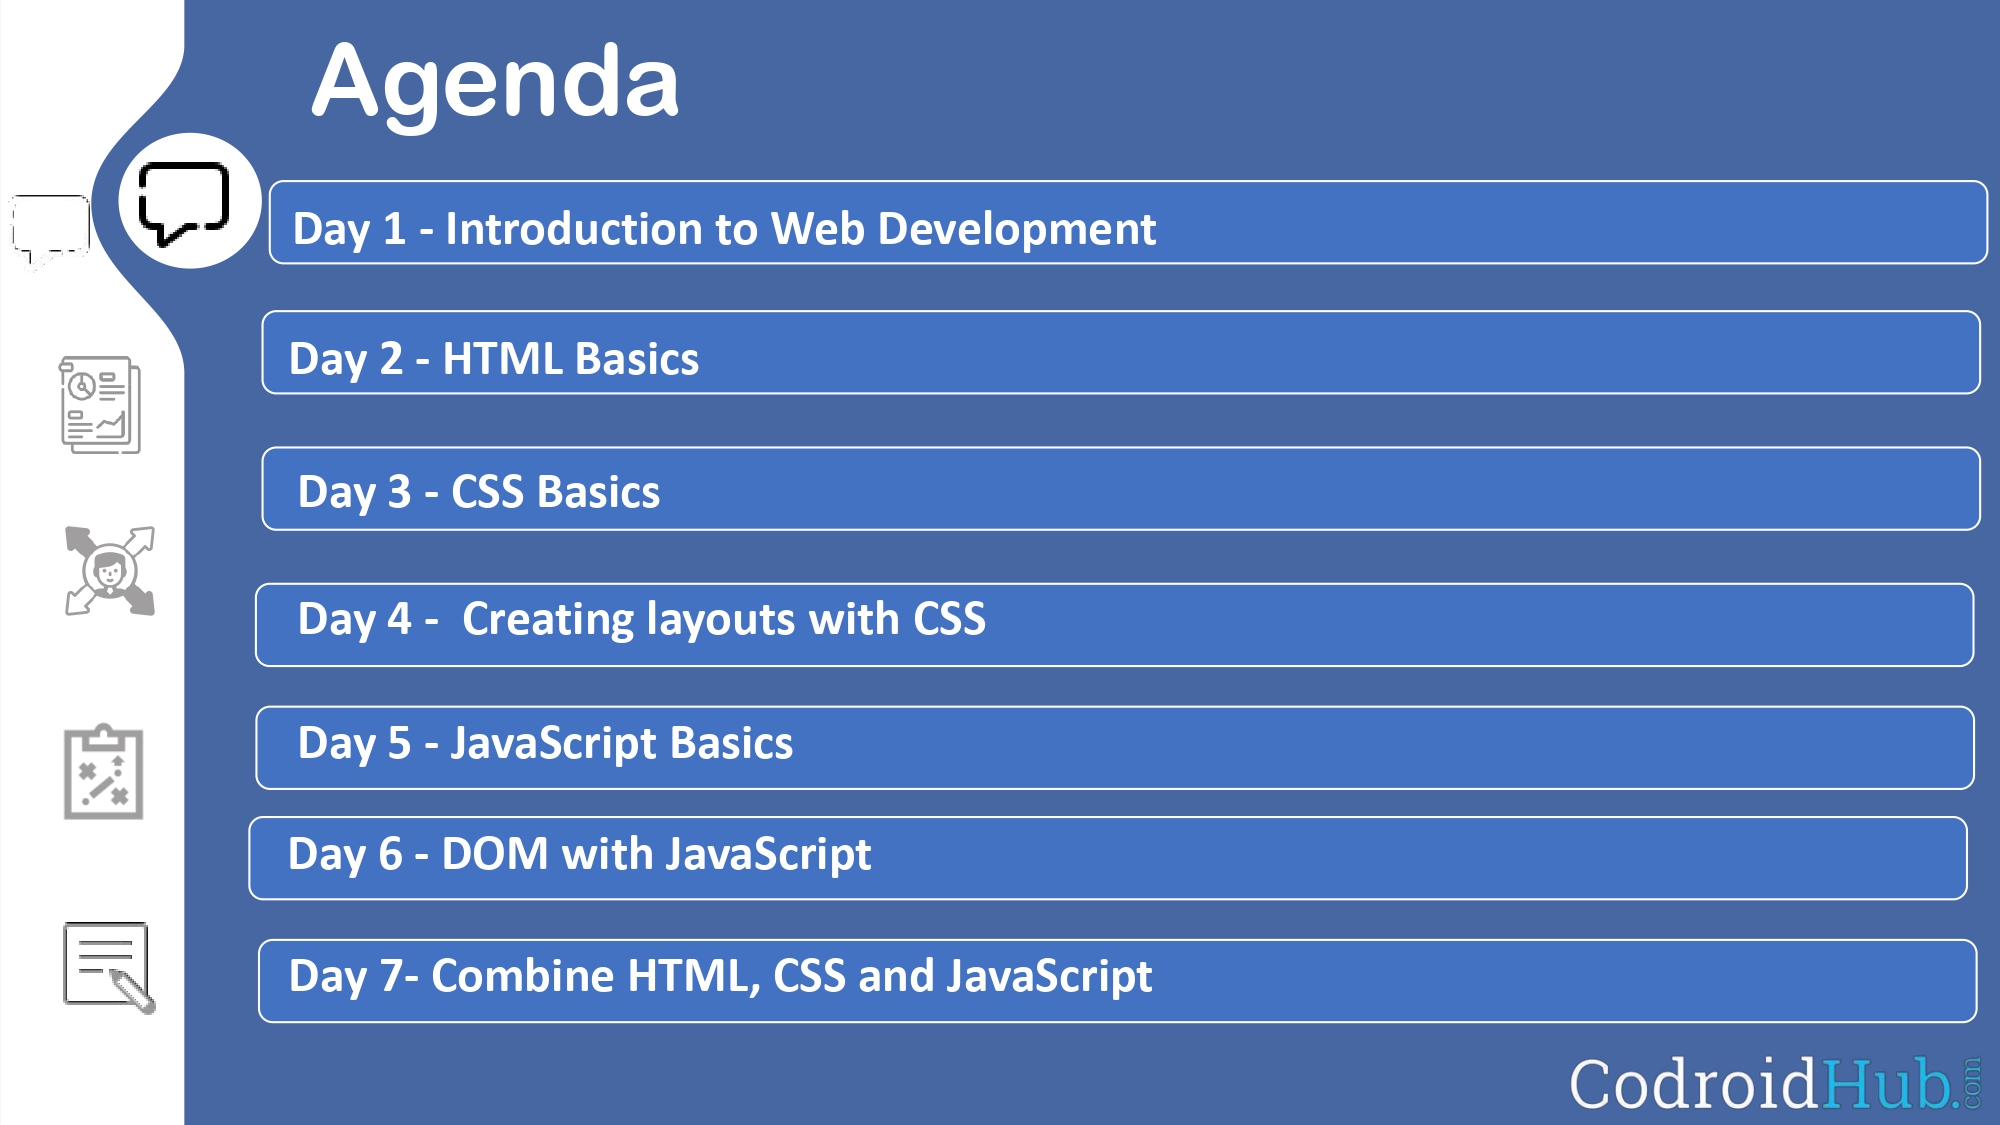 Agenda
Day 1 - Introduction to Web Development
Day 2 - HTML Basics
Day 3 - CSS Basics
Day 4 -  Creating layouts with CSS
Day 5 - JavaScript Basics
Day 6 - DOM with JavaScript
Day 7- Combine HTML, CSS and JavaScript
CodroidHub.com